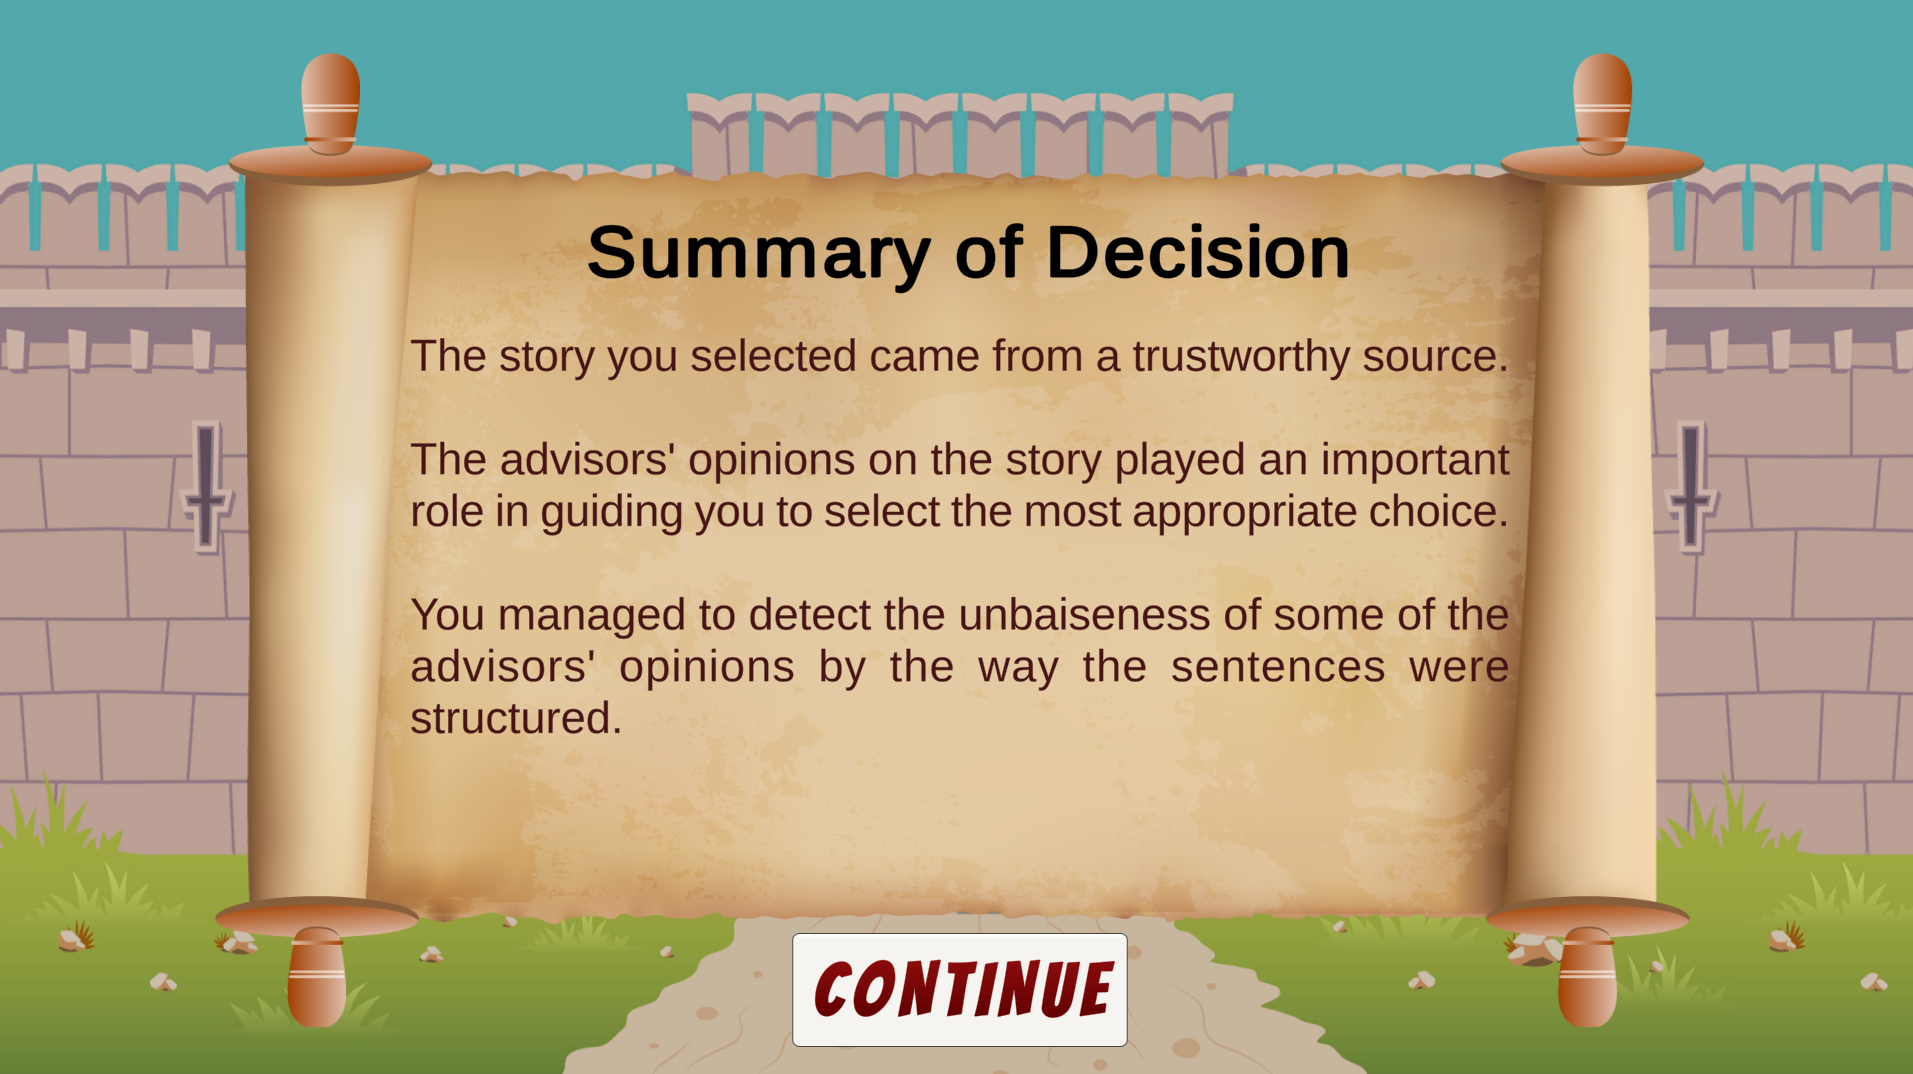 Summary of Decision
The story you selected came from a trustworthy source.
The advisors' opinions on the story played an important
role in guiding you to select the most appropriate choice.
You managed to detect the unbaiseness of some of the
advisors' opinions by the way the sentences were
structured.
CONTINUE